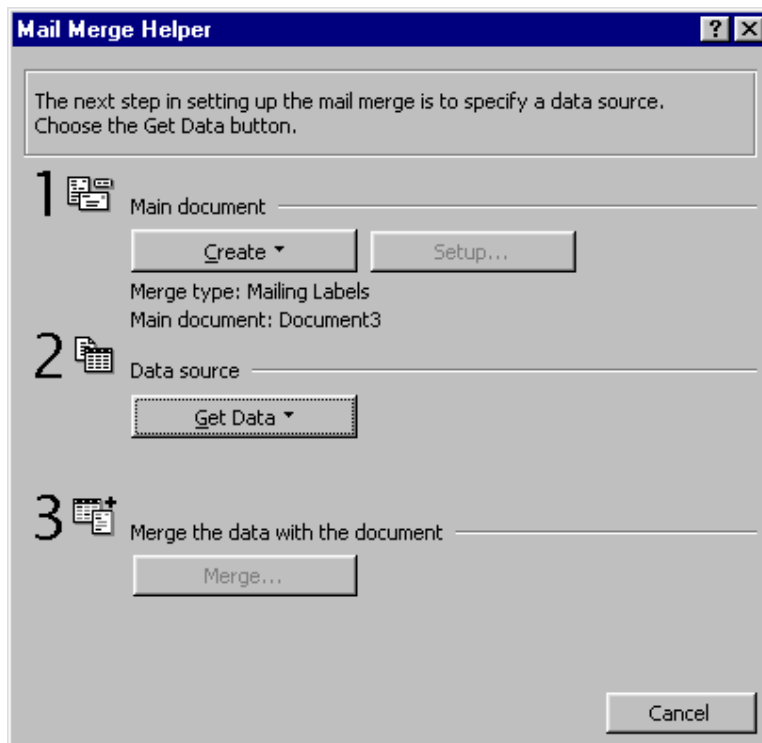 Mail Merge Helper
The next step in setting up the mail merge is to specify a data source.
Choose the Get Data button.
1
Main document
Create Setup...
Merge type: Mailing Labels
Main document: Document3
2
Data source
Get Data
3
Merge the data with the document
Merge...
Cancel